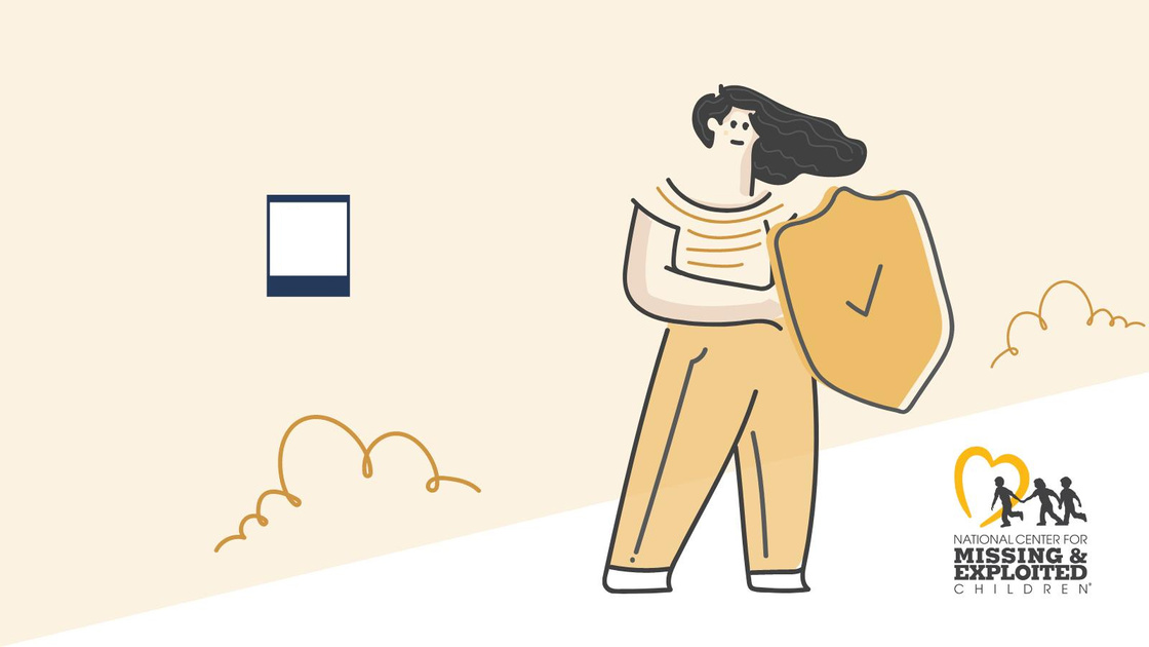 NATIONAL CENTER FOR
MISSING &
EXPLOITED
CHILDREN®